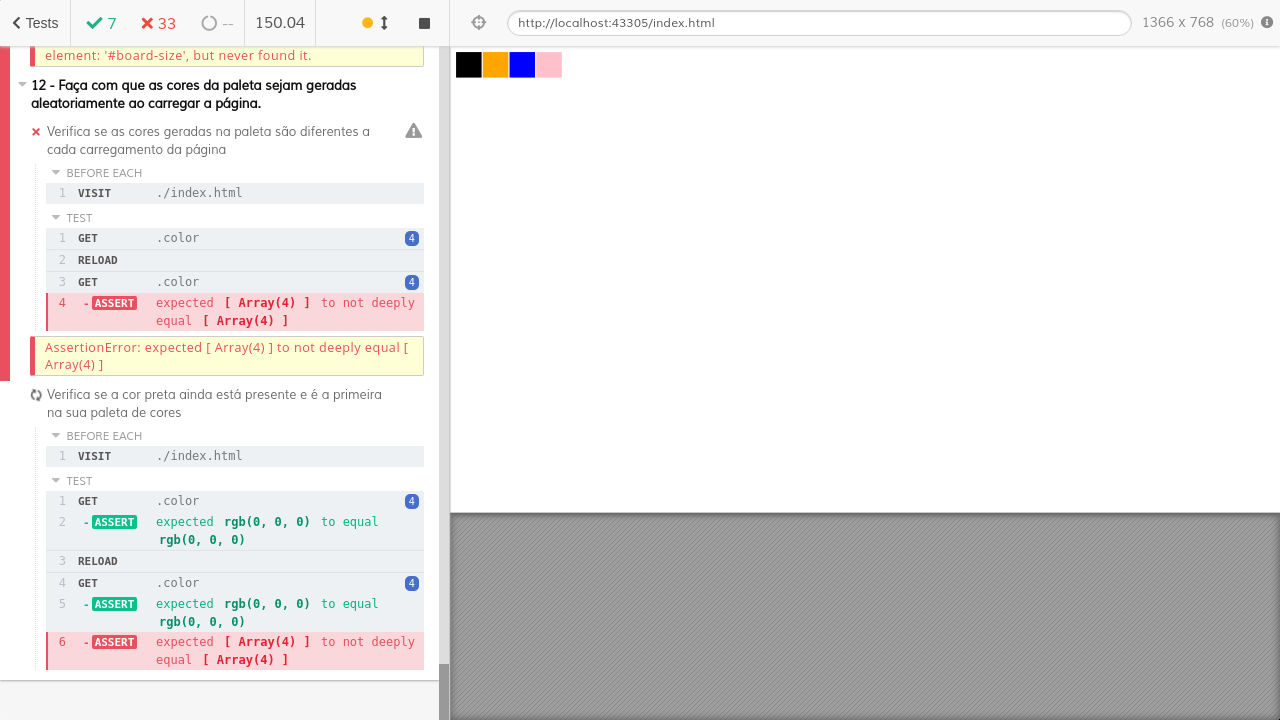 Tests
7
33
--
150.04
http://localhost:43305/index.html
1366 x 768 (60%)
element: '#board-size', but never found it.
12 - Faça com que as cores da paleta sejam geradas
aleatoriamente ao carregar a página.
Verifica se as cores geradas na paleta são diferentes a
cada carregamento da página
BEFORE EACH
1 VISIT ./index.html
TEST
1 GET .color 4
2 RELOAD
3 GET .color 4
4 -ASSERT expected [ Array(4) ] to not deeply
equal [ Array(4) ]
AssertionError: expected [ Array(4) ] to not deeply equal [
Array(4) ]
Verifica se a cor preta ainda está presente e é a primeira
na sua paleta de cores
BEFORE EACH
1 VISIT ./index.html
TEST
1 GET .color 4
2 -ASSERT expected rgb(0, 0, 0) to equal
rgb(0, 0, 0)
3 RELOAD
4 GET .color 4
5 -ASSERT expected rgb(0, 0, 0) to equal
rgb(0, 0, 0)
6 -ASSERT expected [ Array(4) ] to not deeply
equal [ Array(4) ]